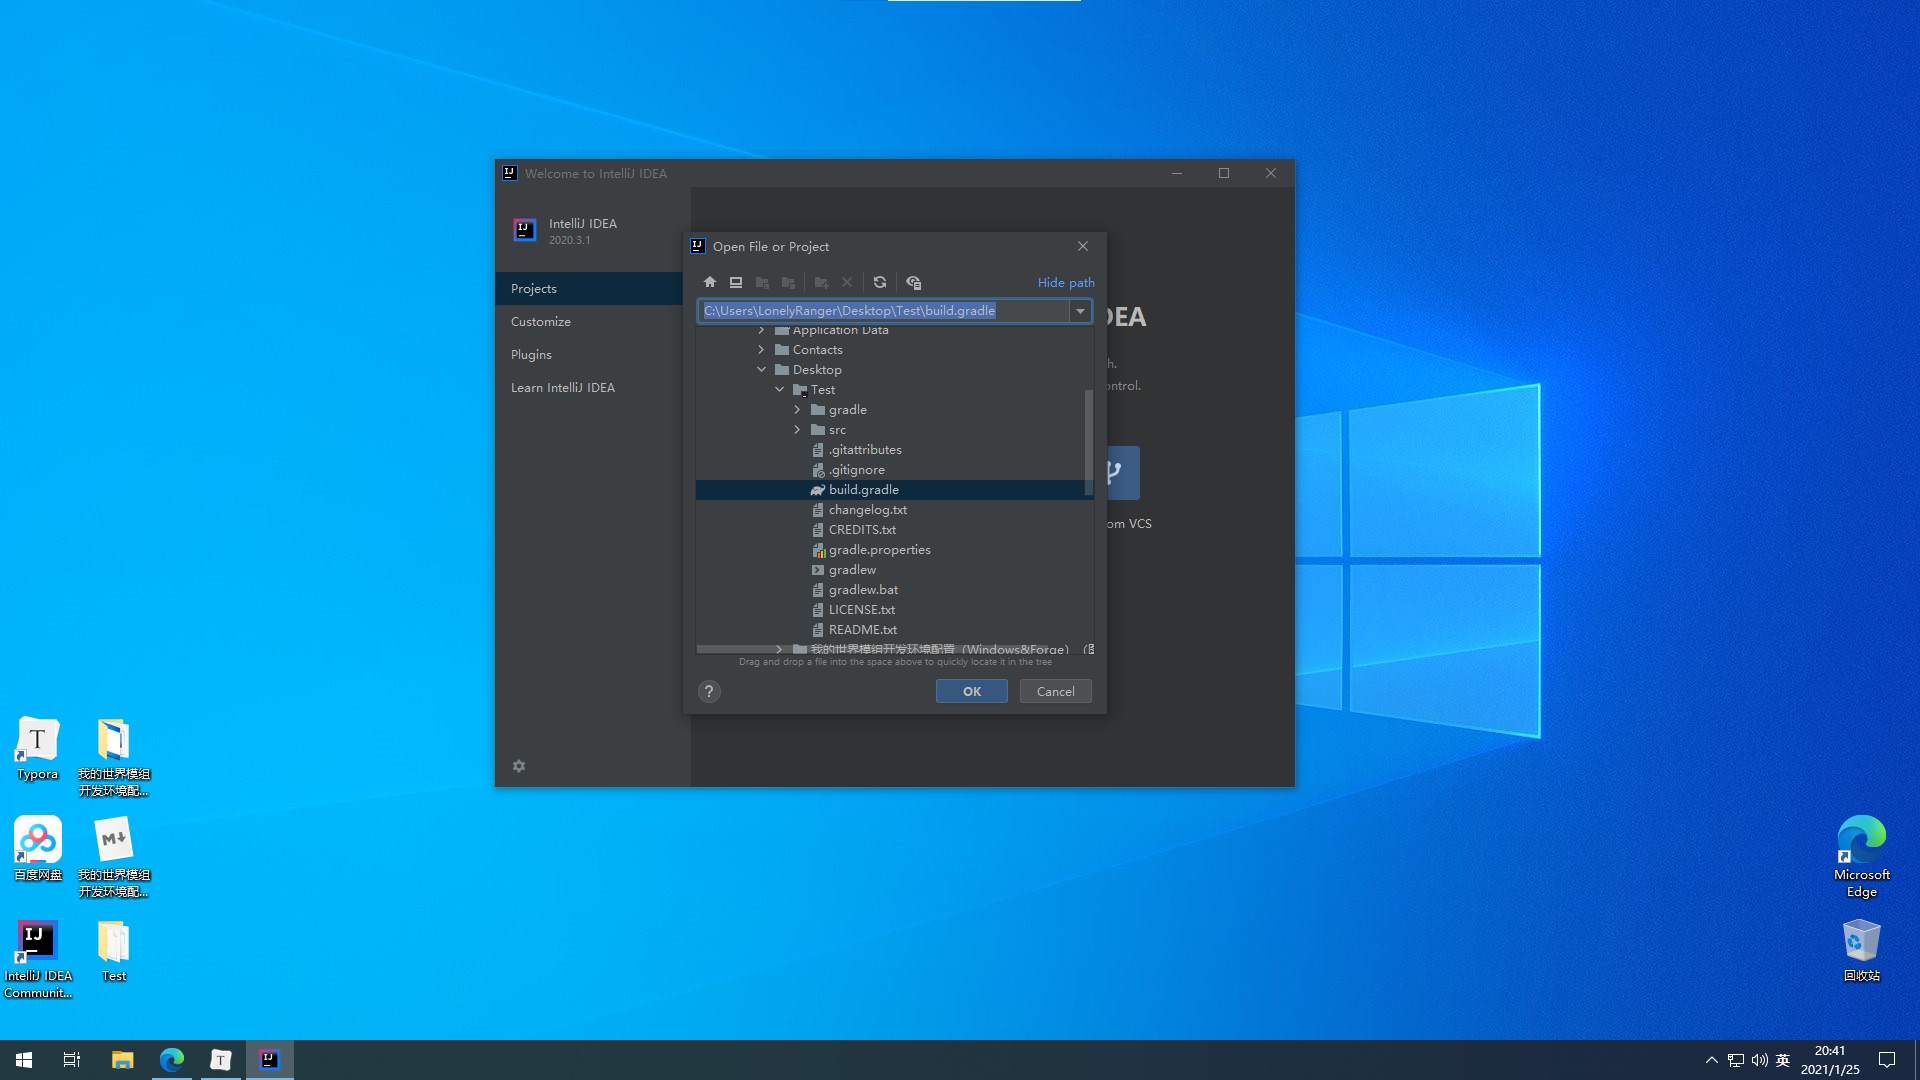 Welcome to IntelliJ IDEA
IntelliJ IDEA
2020.3.1
Projects
Customize
Plugins
Learn IntelliJ IDEA
Open File or Project
Hide path
C:\Users\LonelyRanger\Desktop\Test\build.gradle
Application Data
Contacts
Desktop
Test
gradle
src
.gitattributes
.gitignore
build.gradle
changelog.txt
CREDITS.txt
gradle.properties
gradlew
gradlew.bat
LICENSE.txt
README.txt
我的世界模组开发环境配置（Windows&Forge）（
Drag and drop a file into the space above to quickly locate it in the tree
?
OK
Cancel
DEA
h.
ontrol.
om VCS
Typora
我的世界模组
开发环境配...
百度网盘
我的世界模组
开发环境配...
IntelliJ IDEA
Communit...
Test
Microsoft
Edge
回收站
英
20:41
2021/1/25